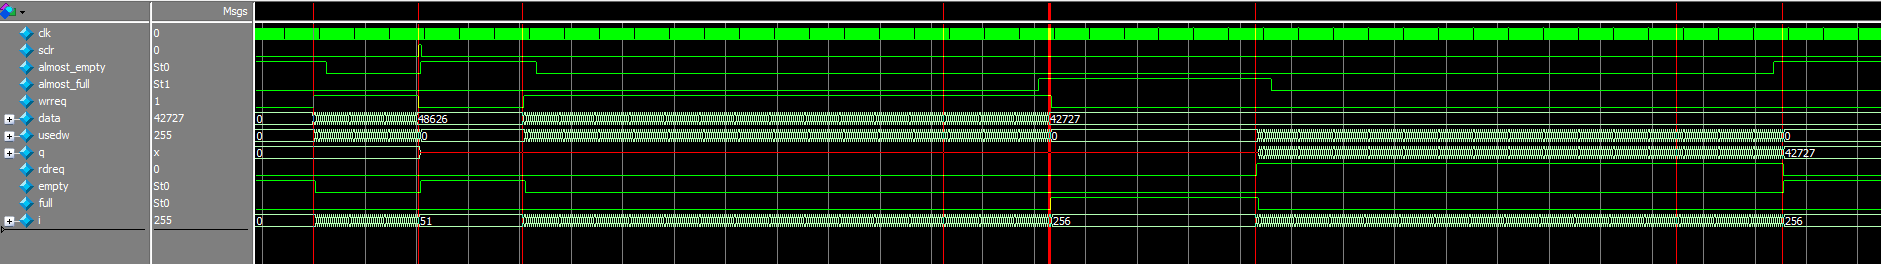 Msgs
clk 0
sclr 0
almost_empty St0
almost_full St1
wrreq 1
data 42727 0 48626 42727
usedw 255 0 0 0 0
q x 0 42727
rdreq 0
empty St0
full St0
i 255 0 51 256 256